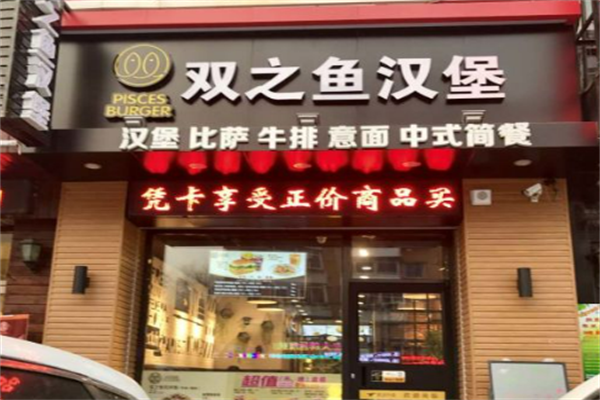 双之鱼汉堡
PISCES
BURGER
汉堡 比萨 牛排 意面 中式简餐
凭卡享受正价商品买
超值